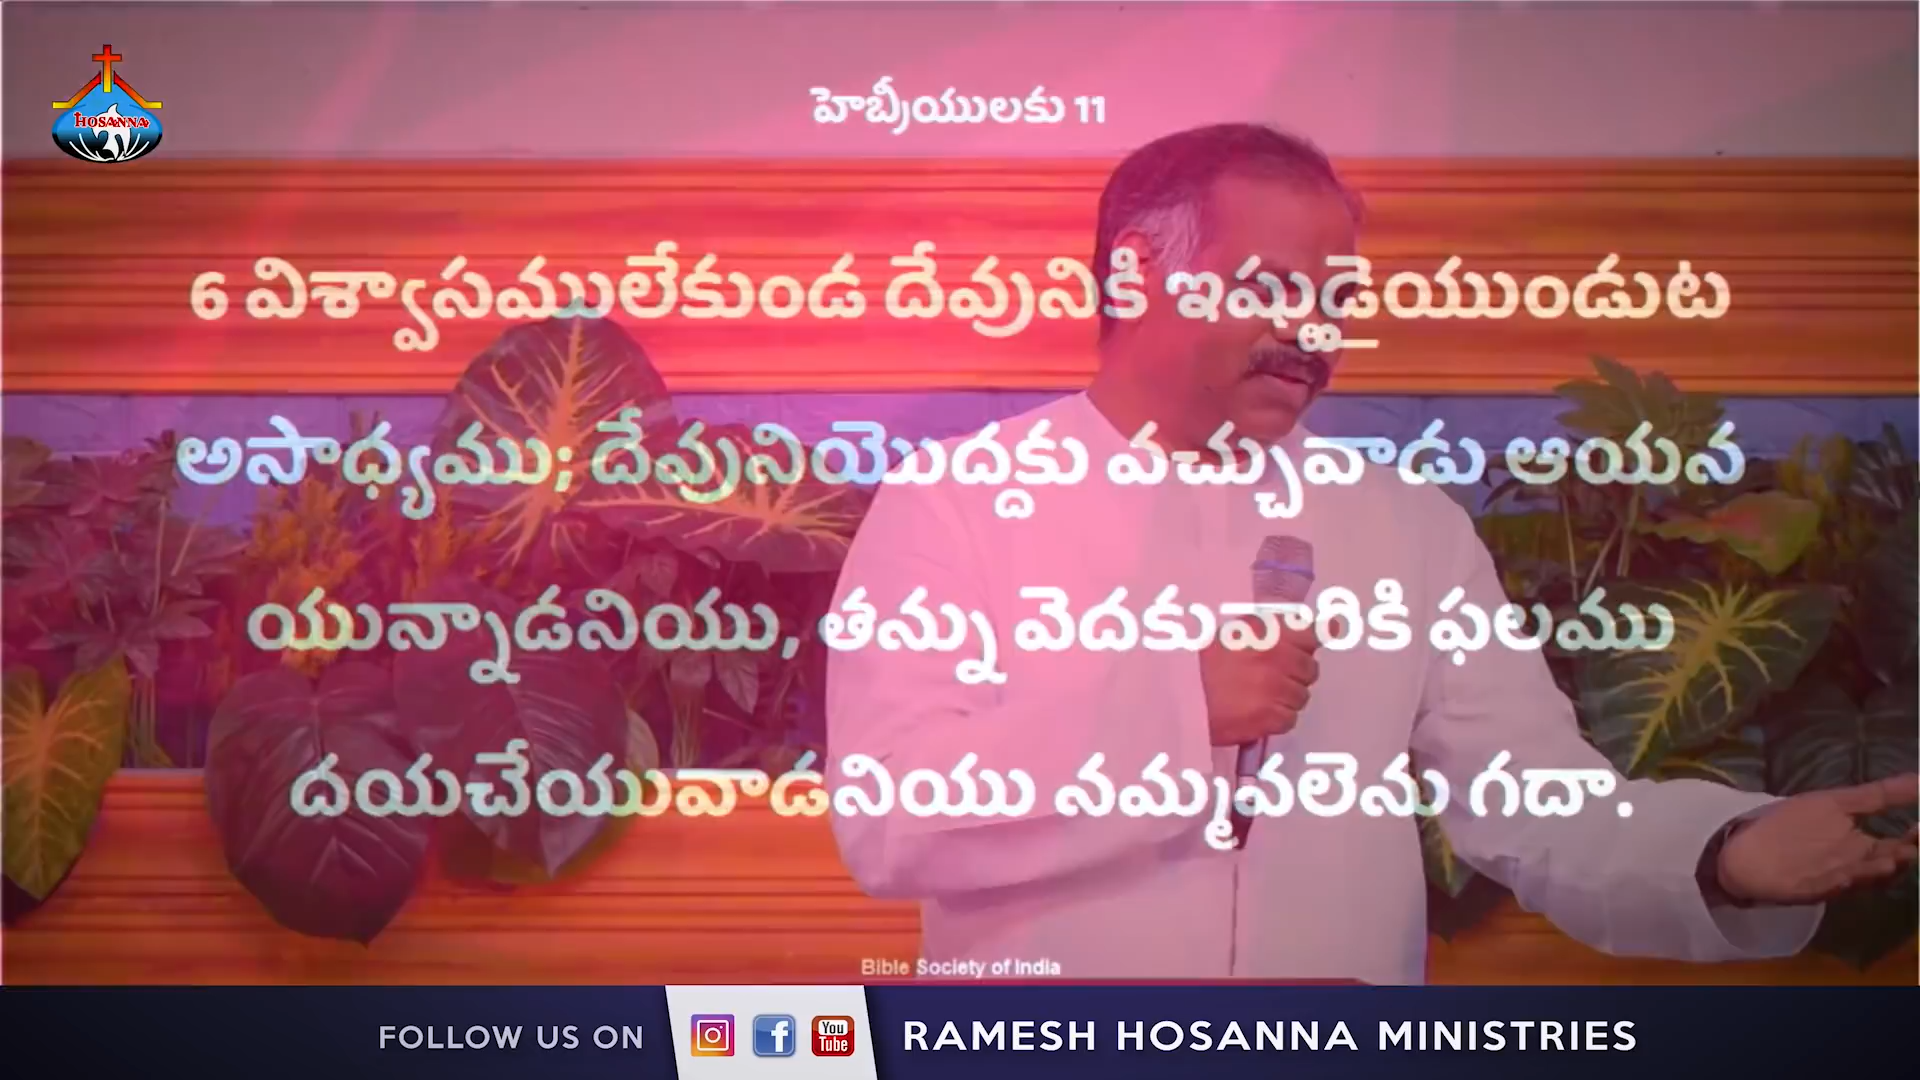 HOSANNA
హెబ్రీయులకు 11
6 విశ్వాసములేకుండ దేవునికి ఇష్టుడైయుండుట
అసాధ్యము; దేవునియొద్దకు వచ్చువాడు ఆయన
యున్నాడనియు, తన్ను వెదకువారికి ఫలము
దయచేయువాడనియు నమ్మవలెను గదా.
Bible Society of India
FOLLOW US ON
You Tube
RAMESH HOSANNA MINISTRIES